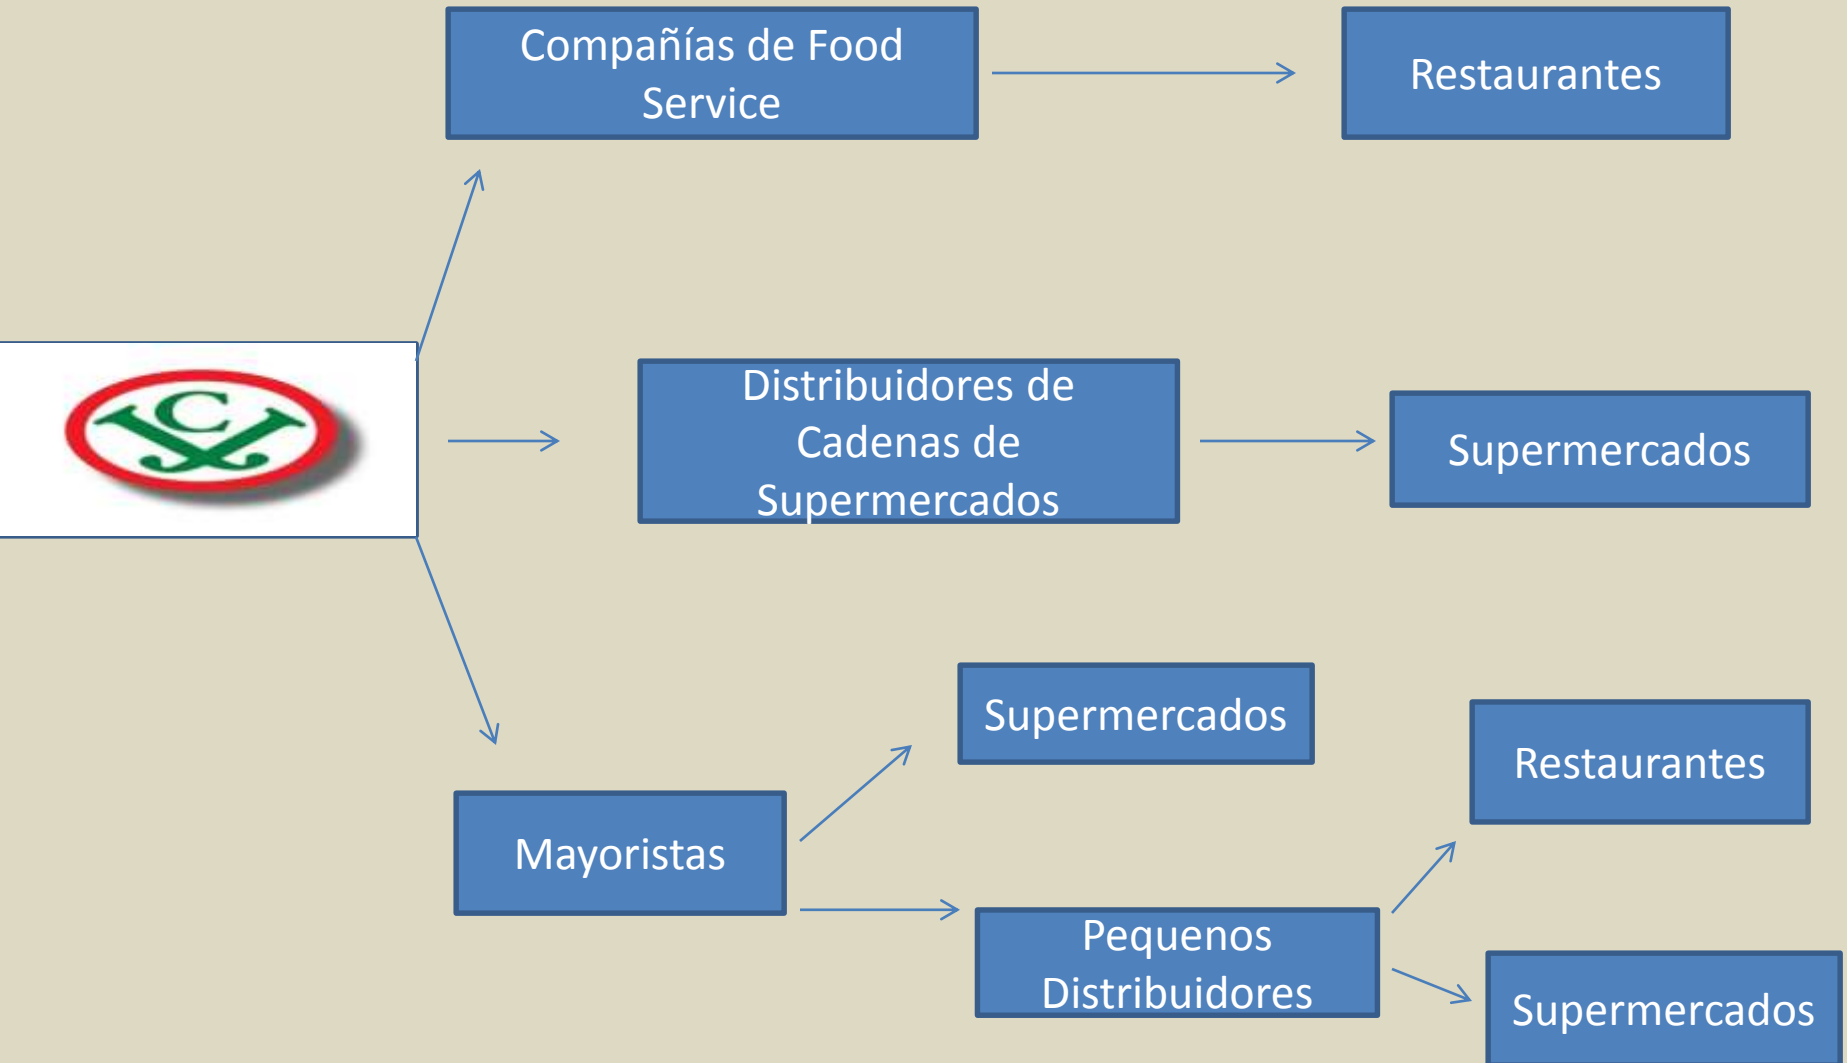 Compañías de Food
Service
Restaurantes
C
Distribuidores de
Cadenas de
Supermercados
Supermercados
Supermercados
Restaurantes
Mayoristas
Pequenos
Distribuidores
Supermercados